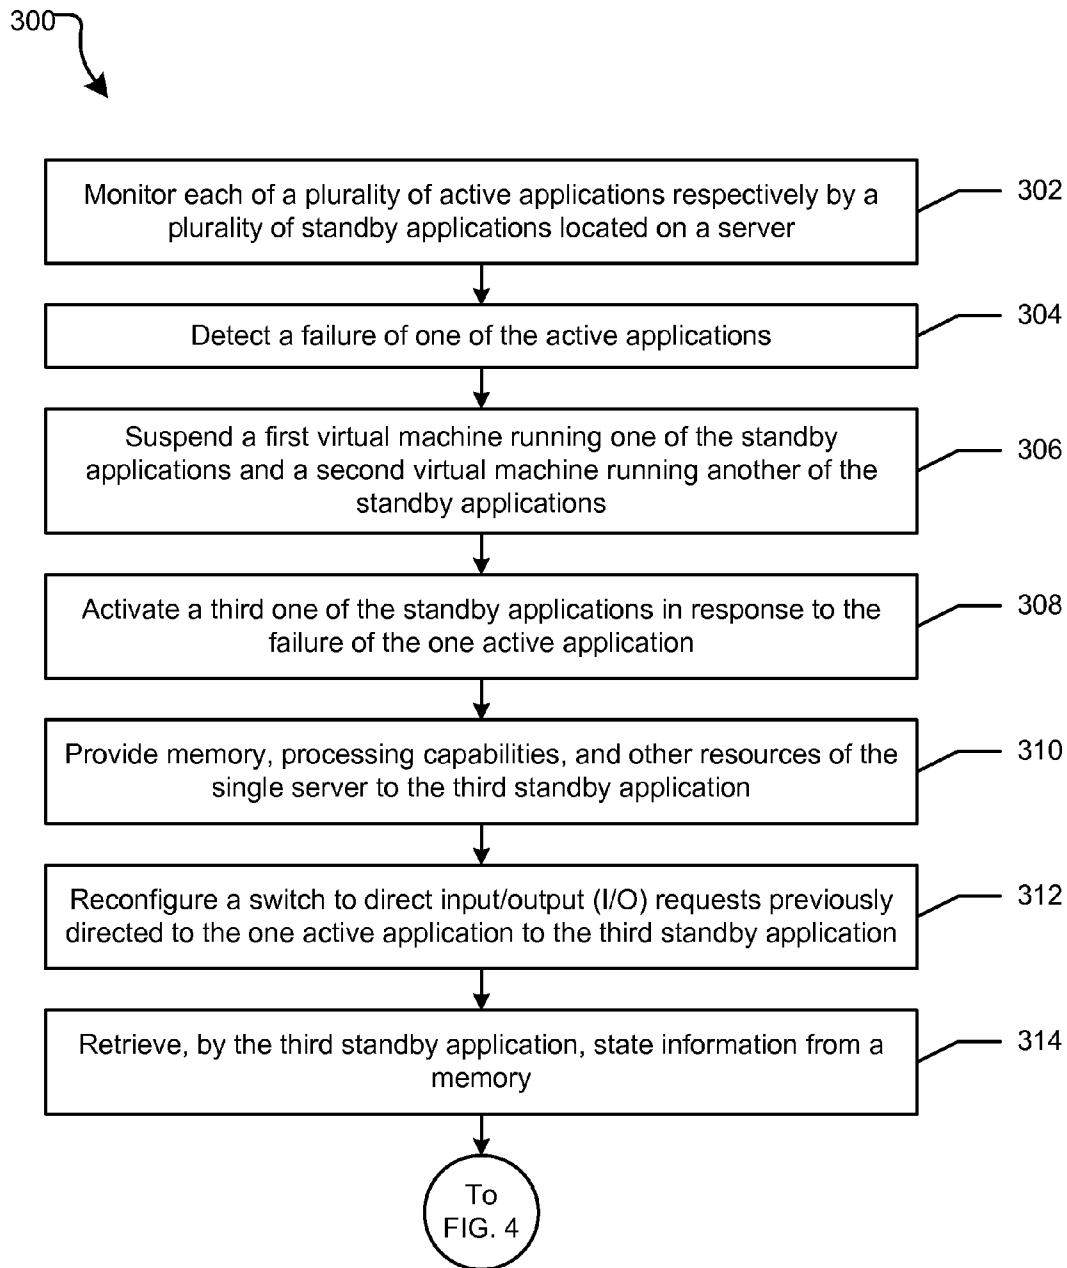 300
Monitor each of a plurality of active applications respectively by a
plurality of standby applications located on a server
302
Detect a failure of one of the active applications
304
Suspend a first virtual machine running one of the standby
applications and a second virtual machine running another of the
standby applications
306
Activate a third one of the standby applications in response to the
failure of the one active application
308
Provide memory, processing capabilities, and other resources of the
single server to the third standby application
310
Reconfigure a switch to direct input/output (I/O) requests previously
directed to the one active application to the third standby application
312
Retrieve, by the third standby application, state information from a
memory
314
To
FIG. 4